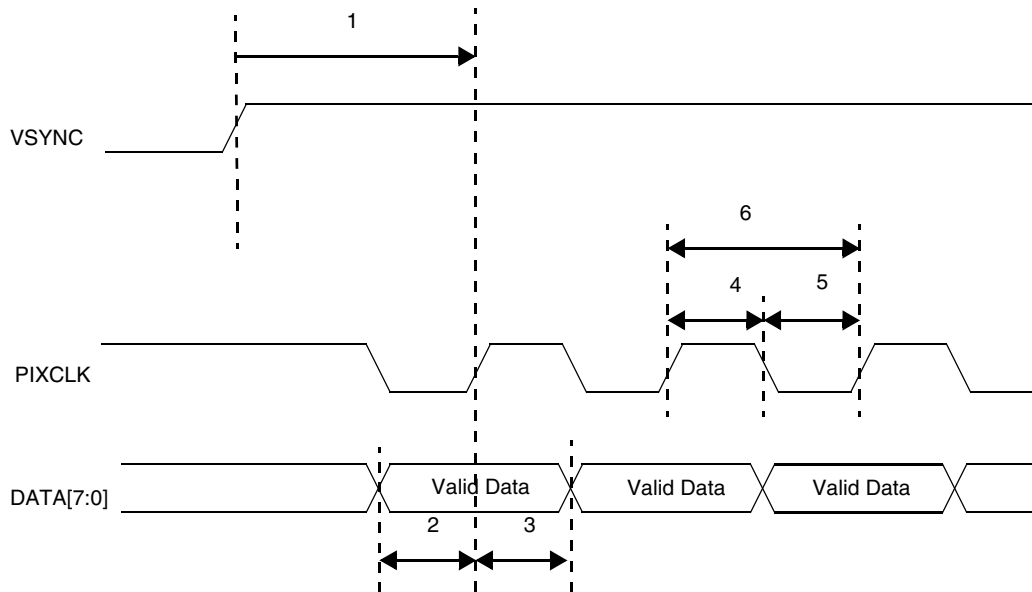 1
VSYNC
6
4 5
PIXCLK
DATA[7:0] Valid Data Valid Data Valid Data
2 3